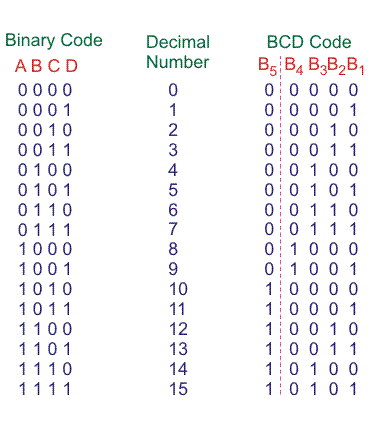 Binary Code Decimal Number BCD Code
A B C D B5 B4 B3 B2 B1
0 0 0 0 0 0 0 0 0 0
0 0 0 1 1 0 0 0 0 1
0 0 1 0 2 0 0 0 1 0
0 0 1 1 3 0 0 0 1 1
0 1 0 0 4 0 0 1 0 0
0 1 0 1 5 0 0 1 0 1
0 1 1 0 6 0 0 1 1 0
0 1 1 1 7 0 0 1 1 1
1 0 0 0 8 0 1 0 0 0
1 0 0 1 9 0 1 0 0 1
1 0 1 0 10 1 0 0 0 0
1 0 1 1 11 1 0 0 0 1
1 1 0 0 12 1 0 0 1 0
1 1 0 1 13 1 0 0 1 1
1 1 1 0 14 1 0 1 0 0
1 1 1 1 15 1 0 1 0 1